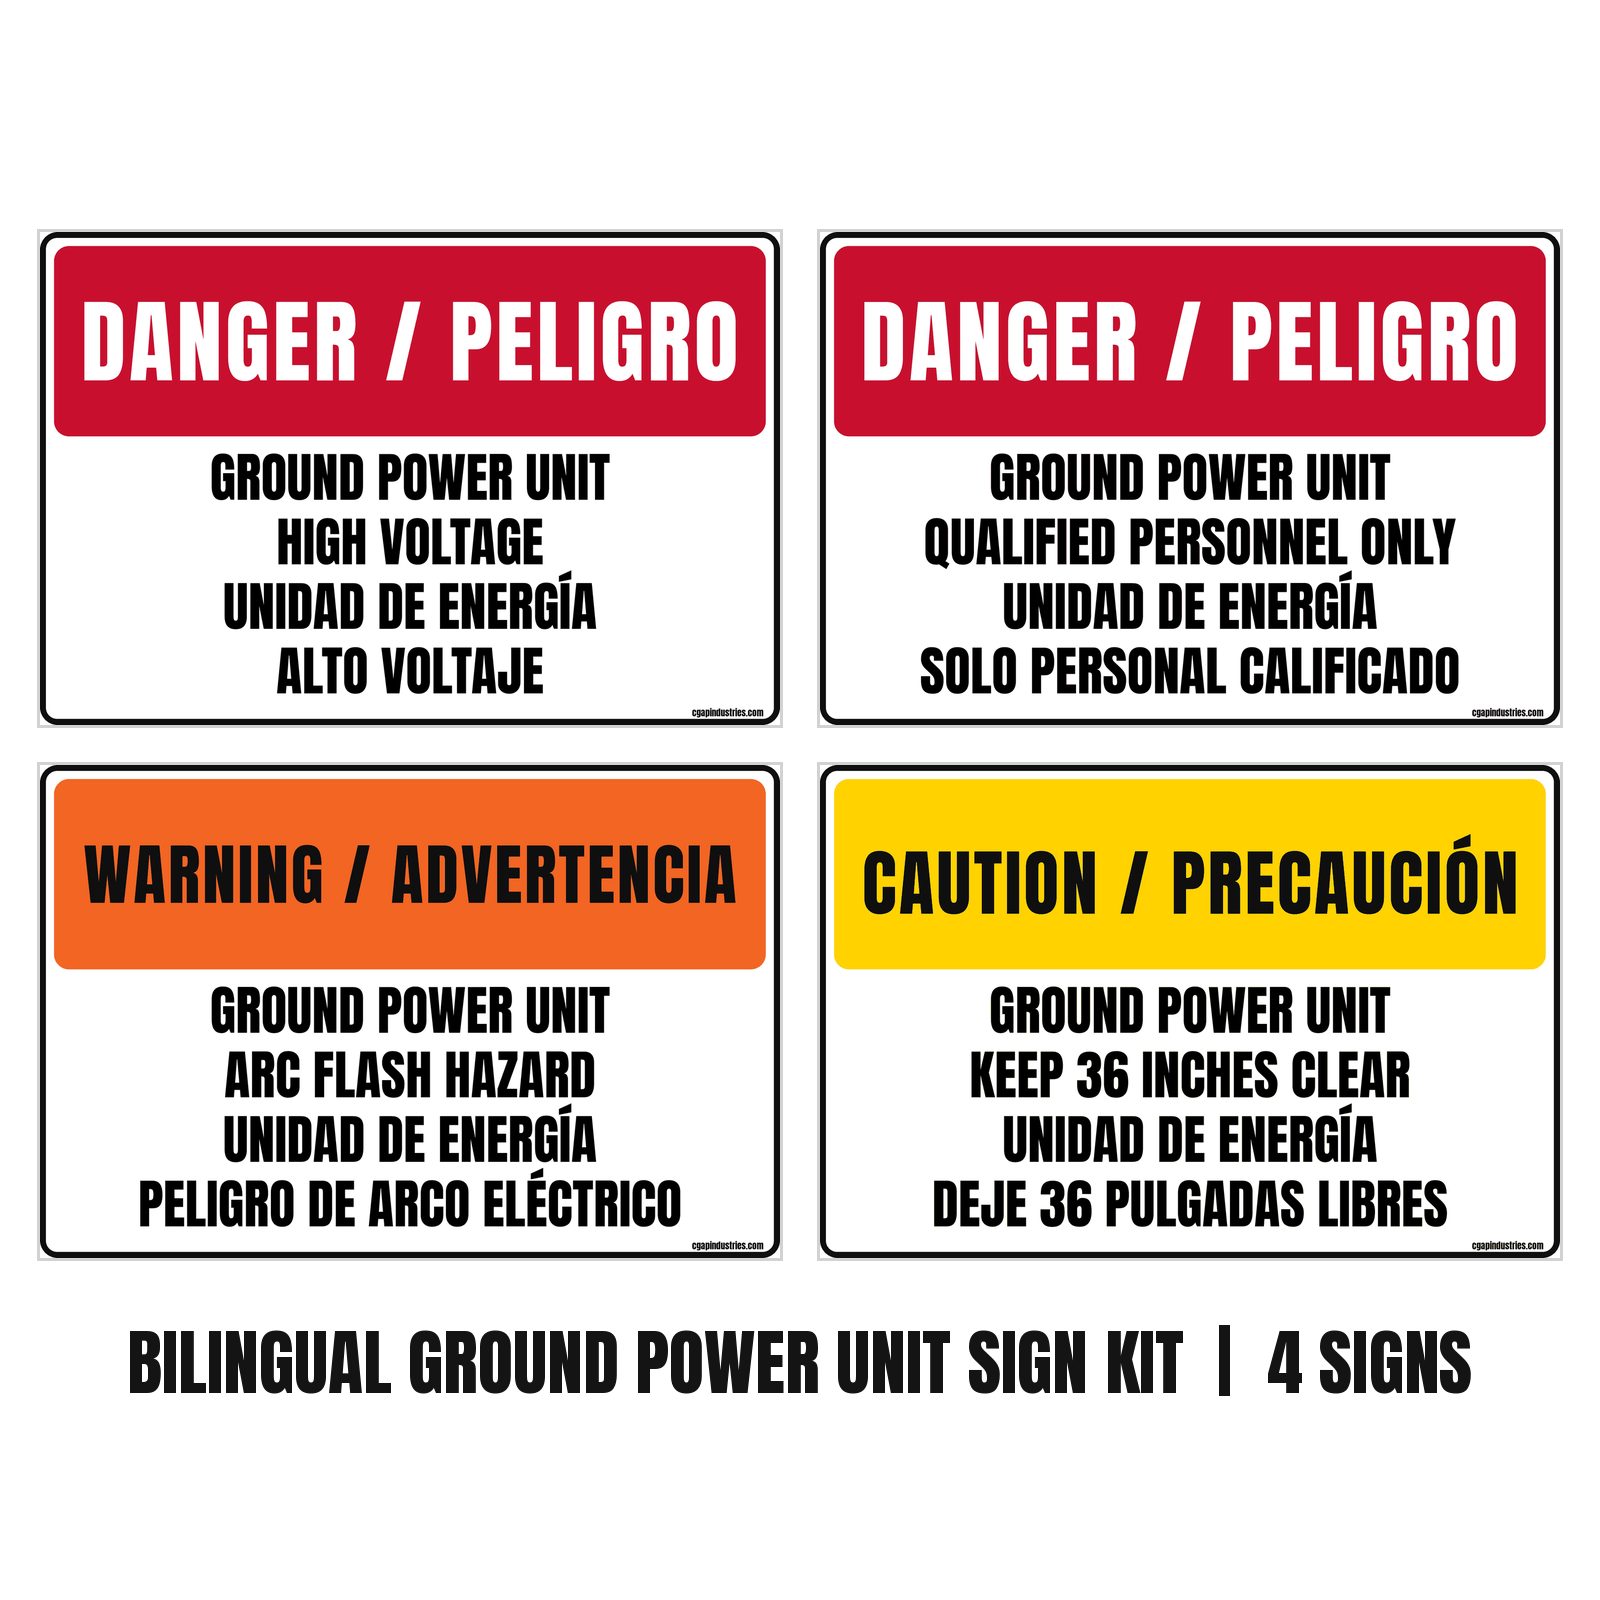 DANGER / PELIGRO
GROUND POWER UNIT
HIGH VOLTAGE
UNIDAD DE ENERGÍA
ALTO VOLTAJE
cgapindustries.com
DANGER / PELIGRO
GROUND POWER UNIT
QUALIFIED PERSONNEL ONLY
UNIDAD DE ENERGÍA
SOLO PERSONAL CALIFICADO
cgapindustries.com
WARNING / ADVERTENCIA
GROUND POWER UNIT
ARC FLASH HAZARD
UNIDAD DE ENERGÍA
PELIGRO DE ARCO ELÉCTRICO
cgapindustries.com
CAUTION / PRECAUCIÓN
GROUND POWER UNIT
KEEP 36 INCHES CLEAR
UNIDAD DE ENERGÍA
DEJE 36 PULGADAS LIBRES
cgapindustries.com
BILINGUAL GROUND POWER UNIT SIGN KIT | 4 SIGNS